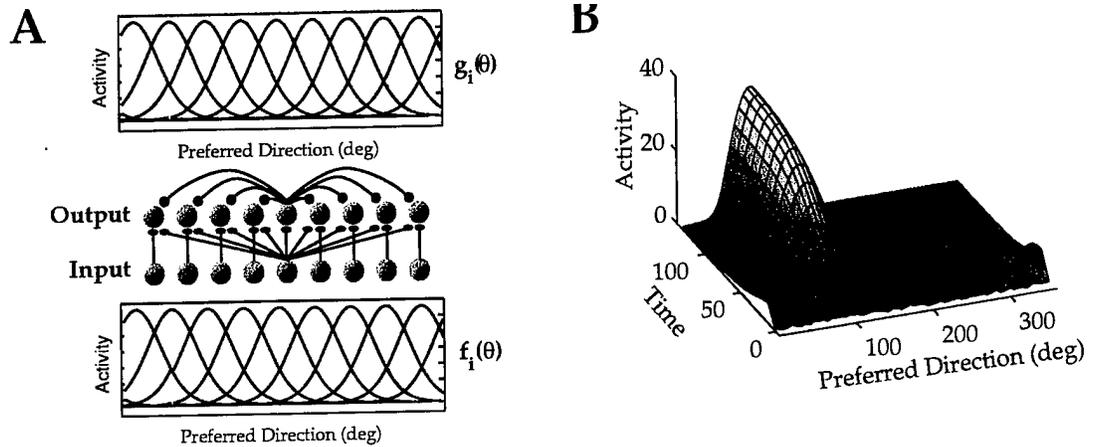 A
Activity
g_i(θ)
Preferred Direction (deg)
Output
Input
Activity
f_i(θ)
Preferred Direction (deg)
B
40
20
0
Activity
100
50
0
Time
100
200
300
Preferred Direction (deg)